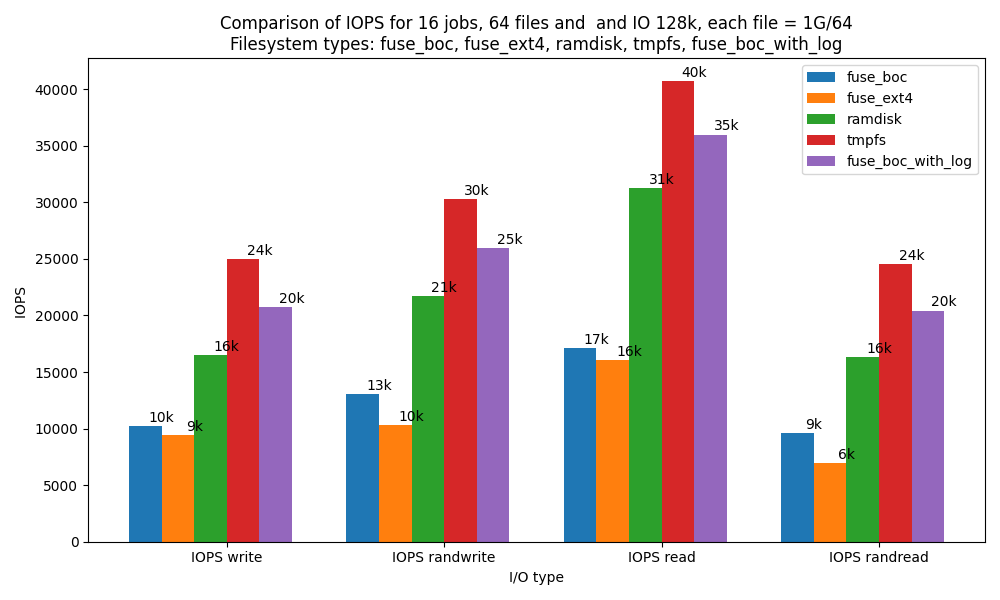 Comparison of IOPS for 16 jobs, 64 files and  and IO 128k, each file = 1G/64
Filesystem types: fuse_boc, fuse_ext4, ramdisk, tmpfs, fuse_boc_with_log
fuse_boc
fuse_ext4
ramdisk
tmpfs
fuse_boc_with_log
IOPS
40000
35000
30000
25000
20000
15000
10000
5000
0
10k
9k
16k
24k
20k
13k
10k
21k
30k
25k
17k
16k
31k
40k
35k
9k
6k
16k
24k
20k
IOPS write
IOPS randwrite
IOPS read
IOPS randread
I/O type